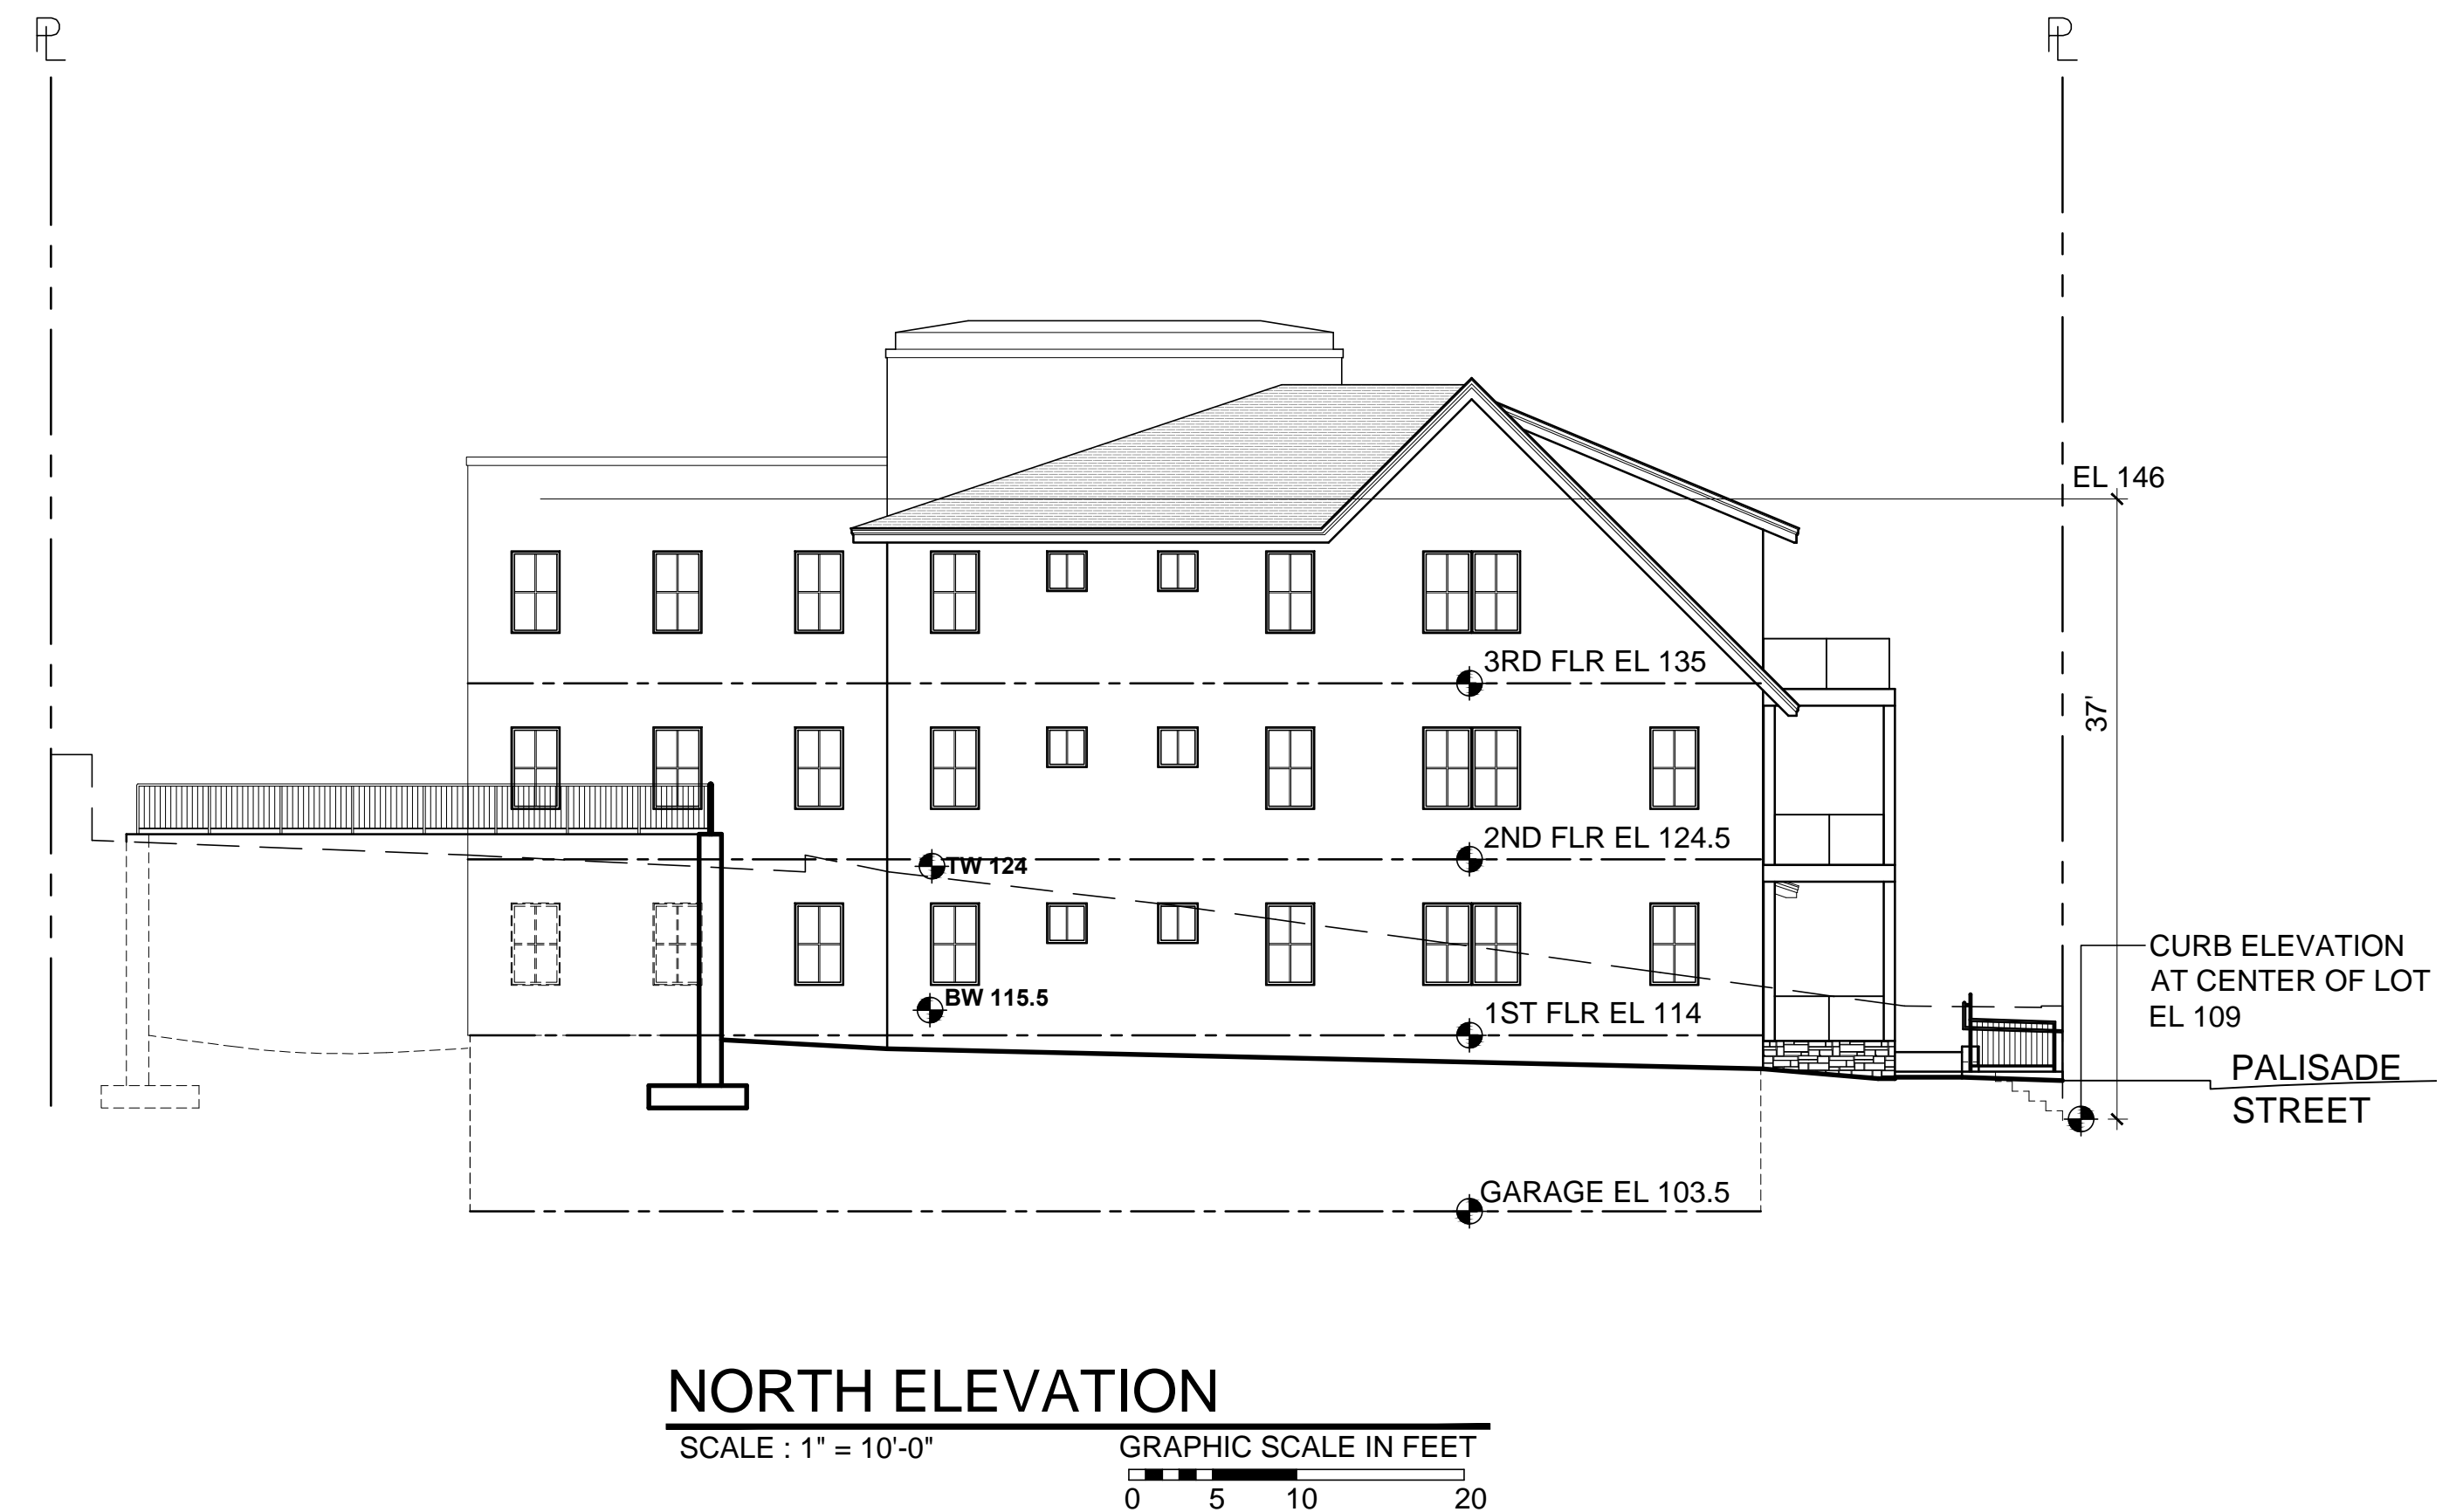 PL
PL
EL 146
3RD FLR EL 135
37'
2ND FLR EL 124.5
TW 124
CURB ELEVATION
AT CENTER OF LOT
EL 109
BW 115.5
1ST FLR EL 114
PALISADE
STREET
GARAGE EL 103.5
NORTH ELEVATION
SCALE : 1" = 10'-0"
GRAPHIC SCALE IN FEET
0 5 10 20